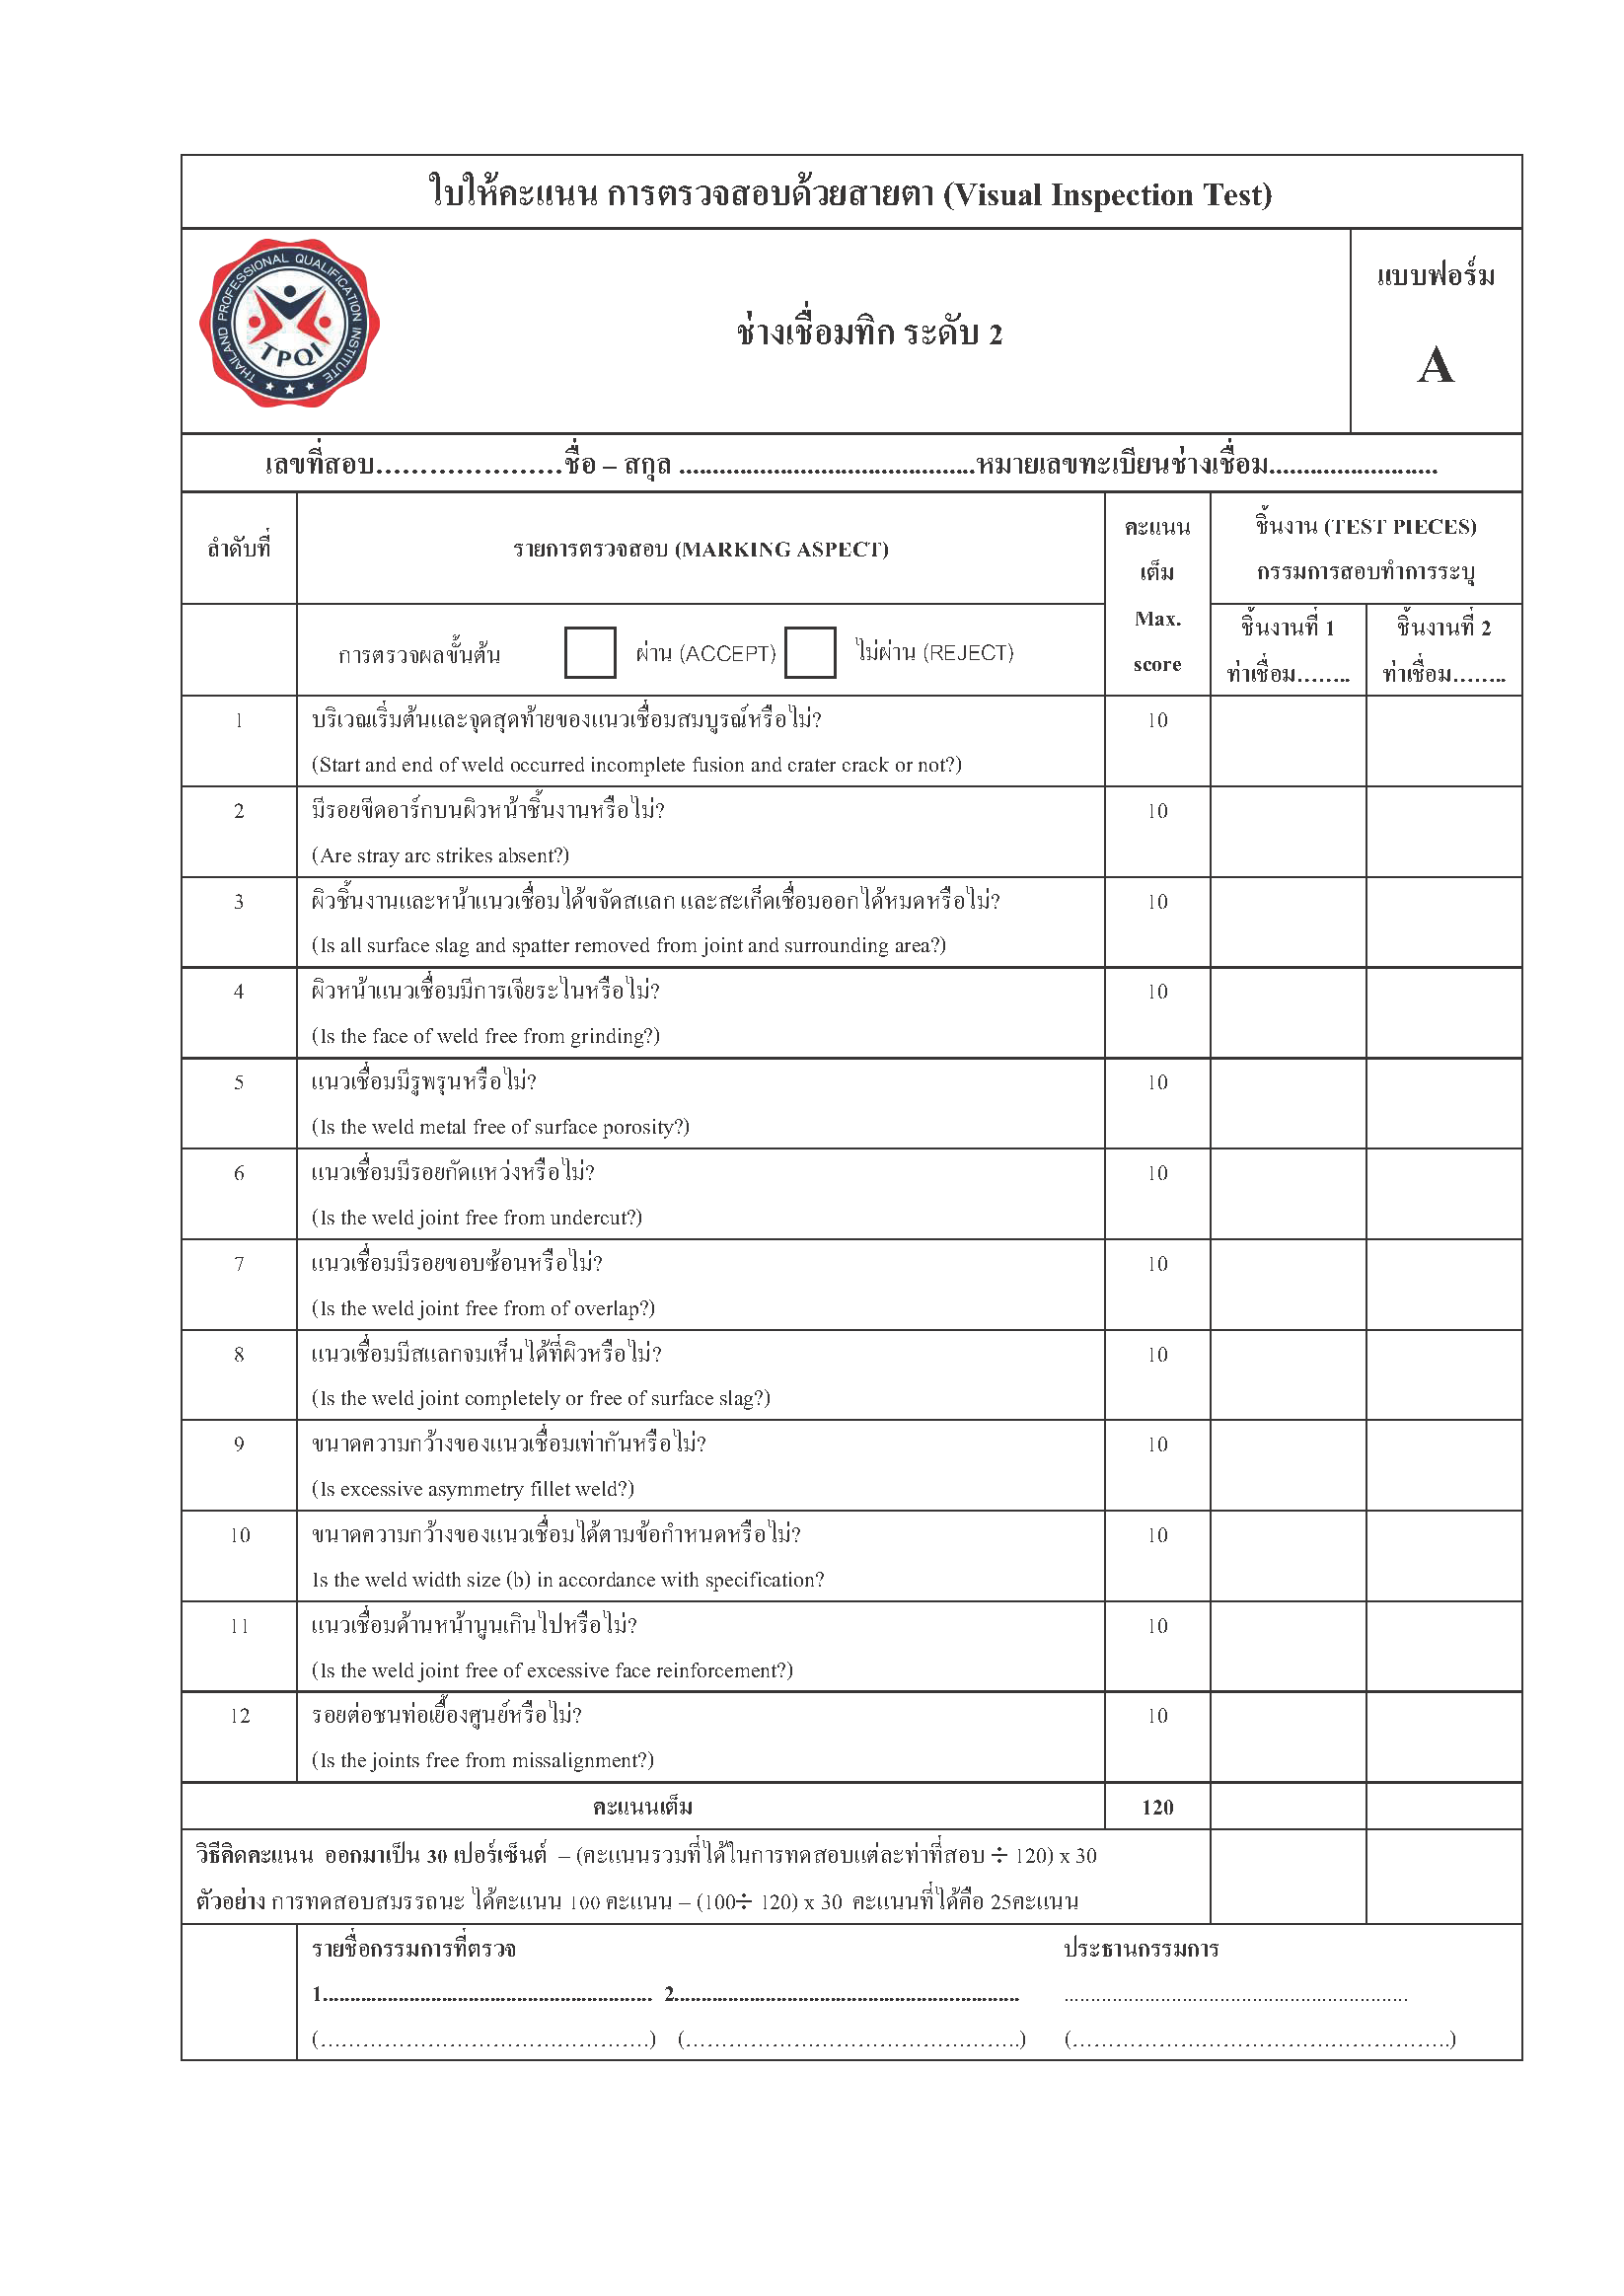 ใบให้คะแนน การตรวจสอบด้วยสายตา (Visual Inspection Test)
THAILAND PROFESSIONAL QUALIFICATION INSTITUTE
TPQI
ช่างเชื่อมทิก ระดับ 2
แบบฟอร์ม
A
เลขที่สอบ.....................ชื่อ – สกุล ............................................หมายเลขทะเบียนช่างเชื่อม.........................
ลำดับที่
รายการตรวจสอบ (MARKING ASPECT)
คะแนน
เต็ม
Max.
score
ชิ้นงาน (TEST PIECES)
กรรมการสอบทำการระบุ
การตรวจผลขั้นต้น ผ่าน (ACCEPT) ไม่ผ่าน (REJECT)
ชิ้นงานที่ 1
ท่าเชื่อม........
ชิ้นงานที่ 2
ท่าเชื่อม........
1 บริเวณเริ่มต้นและจุดสุดท้ายของแนวเชื่อมสมบูรณ์หรือไม่? 10
(Start and end of weld occurred incomplete fusion and crater crack or not?)
2 มีรอยขีดอาร์กบนผิวหน้าชิ้นงานหรือไม่? 10
(Are stray arc strikes absent?)
3 ผิวชิ้นงานและหน้าแนวเชื่อมได้ขจัดสแลก และสะเก็ดเชื่อมออกได้หมดหรือไม่? 10
(Is all surface slag and spatter removed from joint and surrounding area?)
4 ผิวหน้าแนวเชื่อมมีการเจียระไนหรือไม่? 10
(Is the face of weld free from grinding?)
5 แนวเชื่อมมีรูพรุนหรือไม่? 10
(Is the weld metal free of surface porosity?)
6 แนวเชื่อมมีรอยกัดแหว่งหรือไม่? 10
(Is the weld joint free from undercut?)
7 แนวเชื่อมมีรอยขอบซ้อนหรือไม่? 10
(Is the weld joint free from of overlap?)
8 แนวเชื่อมมีสแลกจมเห็นได้ที่ผิวหรือไม่? 10
(Is the weld joint completely or free of surface slag?)
9 ขนาดความกว้างของแนวเชื่อมเท่ากันหรือไม่? 10
(Is excessive asymmetry fillet weld?)
10 ขนาดความกว้างของแนวเชื่อมได้ตามข้อกำหนดหรือไม่? 10
Is the weld width size (b) in accordance with specification?
11 แนวเชื่อมด้านหน้านูนเกินไปหรือไม่? 10
(Is the weld joint free of excessive face reinforcement?)
12 รอยต่อชนท่อเยื้องศูนย์หรือไม่? 10
(Is the joints free from missalignment?)
คะแนนเต็ม 120
วิธีคิดคะแนน ออกมาเป็น 30 เปอร์เซ็นต์ – (คะแนนรวมที่ได้ในการทดสอบแต่ละท่าที่สอบ ÷ 120) x 30
ตัวอย่าง การทดสอบสมรรถนะ ได้คะแนน 100 คะแนน – (100÷ 120) x 30 คะแนนที่ได้คือ 25คะแนน
รายชื่อกรรมการที่ตรวจ ประธานกรรมการ
1............................................................. 2................................................................ ................................................................
(..........................................) (...........................................) (................................................)